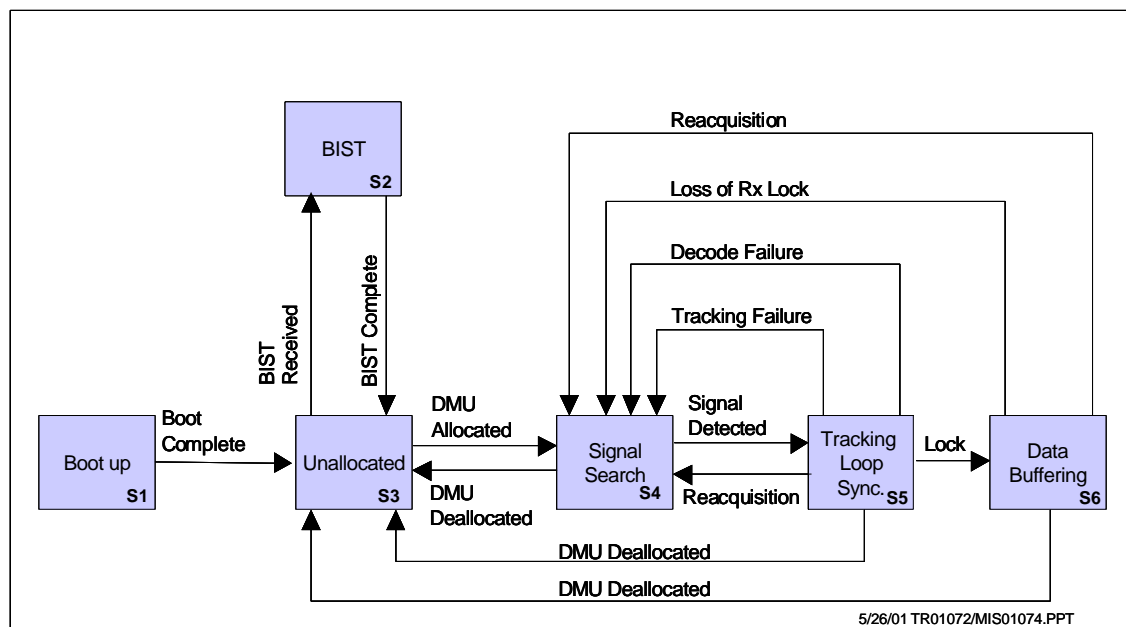 Reacquisition
BIST
S2
Loss of Rx Lock
Decode Failure
Tracking Failure
BIST
Received
BIST Complete
Boot
Complete
DMU
Allocated
Signal
Detected
Lock
Boot up
S1
Unallocated
S3
Signal
Search
S4
Tracking
Loop
Sync.
S5
Data
Buffering
S6
DMU
Deallocated
Reacquisition
DMU Deallocated
DMU Deallocated
5/26/01 TR01072/MIS01074.PPT